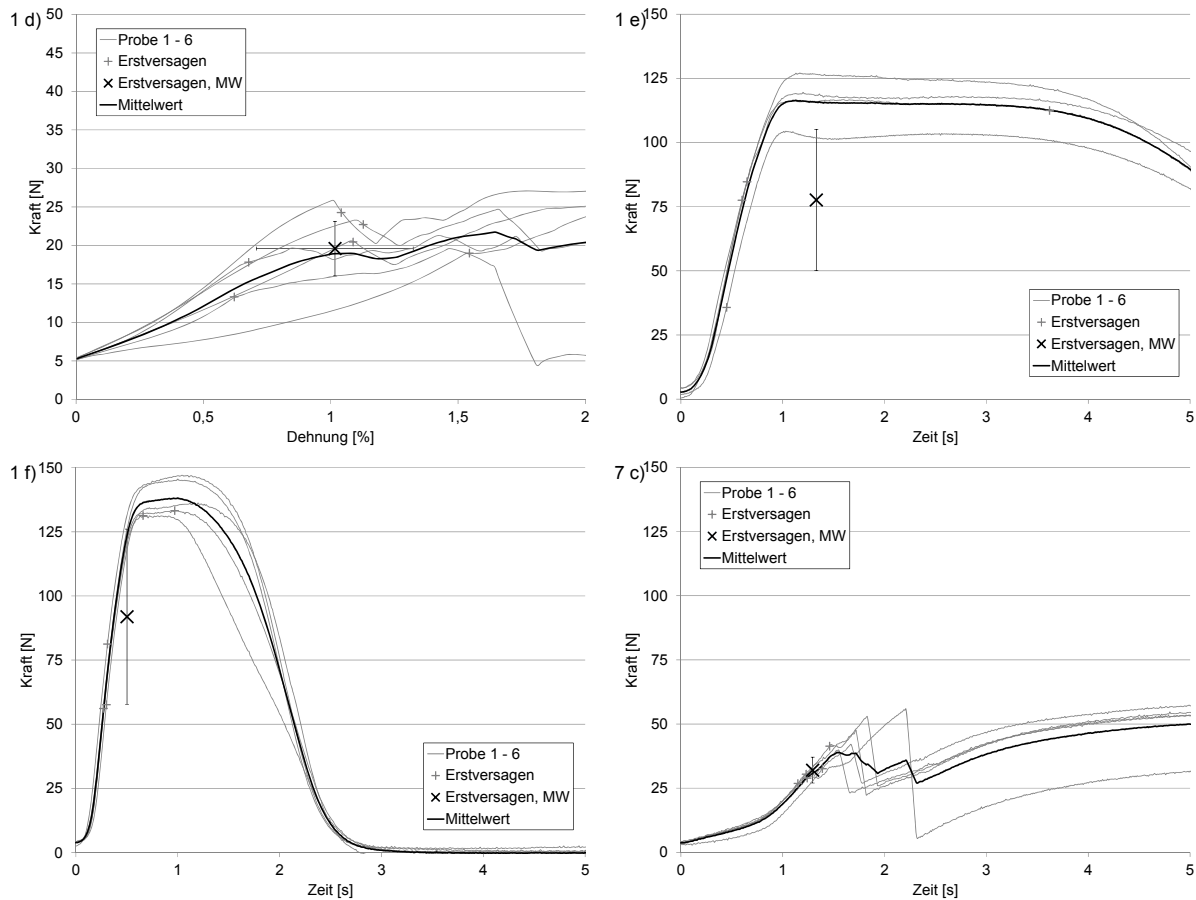 1 d)
50
45
40
35
30
25
20
15
10
5
0
Kraft [N]
Probe 1 - 6
Erstversagen
Erstversagen, MW
Mittelwert
0
0,5
1
1,5
2
Dehnung [%]
1 e)
150
125
100
75
50
25
0
Kraft [N]
Probe 1 - 6
Erstversagen
Erstversagen, MW
Mittelwert
0
1
2
3
4
5
Zeit [s]
1 f)
150
125
100
75
50
25
0
Kraft [N]
Probe 1 - 6
Erstversagen
Erstversagen, MW
Mittelwert
0
1
2
3
4
5
Zeit [s]
7 c)
150
125
100
75
50
25
0
Kraft [N]
Probe 1 - 6
Erstversagen
Erstversagen, MW
Mittelwert
0
1
2
3
4
5
Zeit [s]